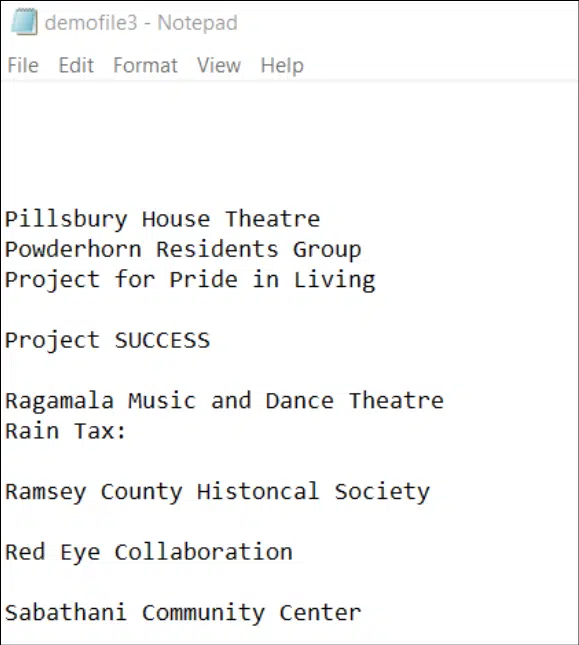 demofile3 - Notepad
File Edit Format View Help
Pillsbury House Theatre
Powderhorn Residents Group
Project for Pride in Living
Project SUCCESS
Ragamala Music and Dance Theatre
Rain Tax:
Ramsey County Histoncal Society
Red Eye Collaboration
Sabathani Community Center